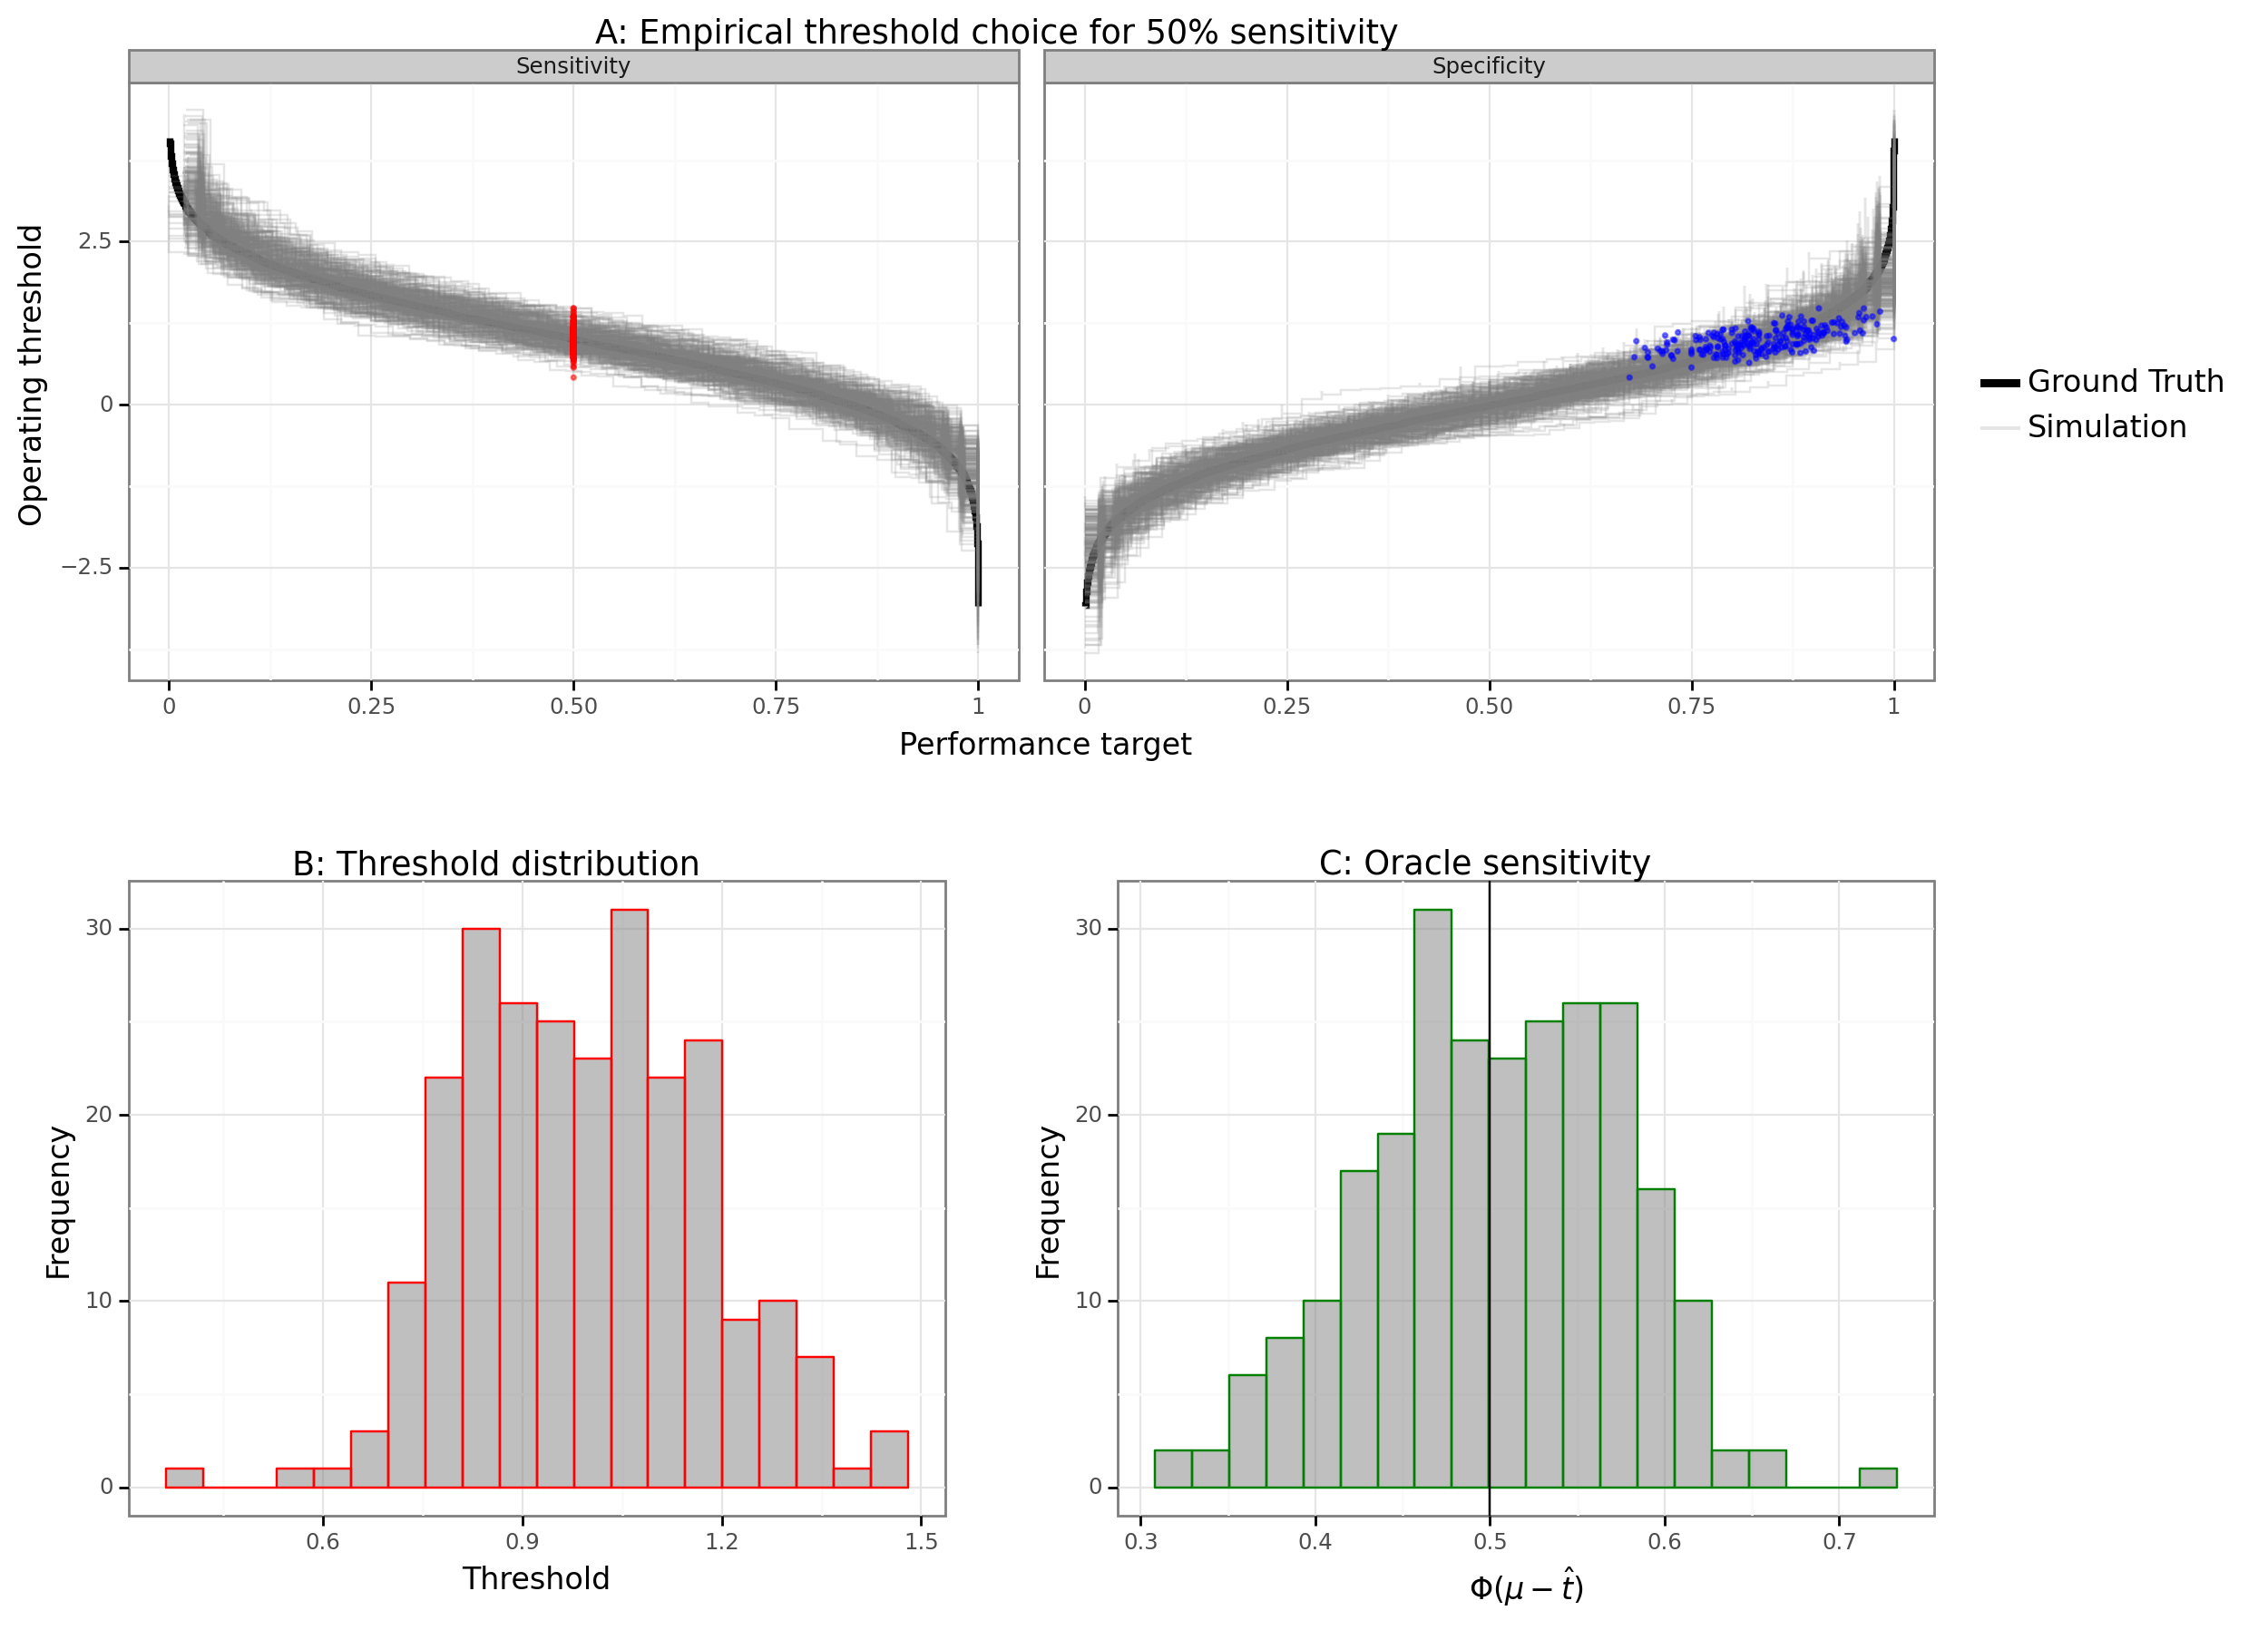 A: Empirical threshold choice for 50% sensitivity
Sensitivity
Specificity
Operating threshold
2.5
0
−2.5
0
0.25
0.50
0.75
1
0
0.25
0.50
0.75
1
Performance target
Ground Truth
Simulation
B: Threshold distribution
Frequency
30
20
10
0
0.6
0.9
1.2
1.5
Threshold
C: Oracle sensitivity
Frequency
30
20
10
0
0.3
0.4
0.5
0.6
0.7
Φ(μ − t̂)